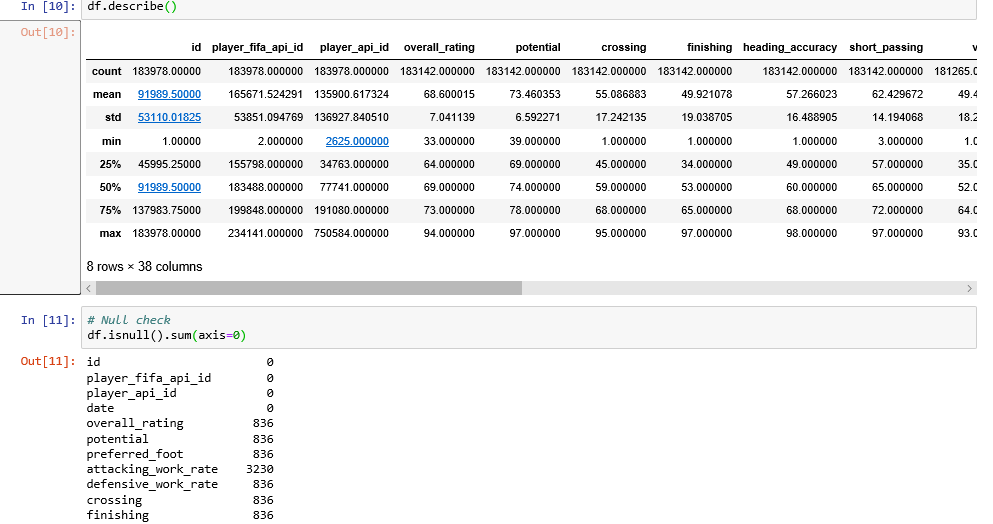 In [10]: df.describe()
Out[10]:
id player_fifa_api_id player_api_id overall_rating potential crossing finishing heading_accuracy short_passing v
count 183978.00000 183978.000000 183978.000000 183142.000000 183142.000000 183142.000000 183142.000000 183142.000000 183142.000000 181265.0
mean 91989.50000 165671.524291 135900.617324 68.600015 73.460353 55.086883 49.921078 57.266023 62.429672 49.4
std 53110.01825 53851.094769 136927.840510 7.041139 6.592271 17.242135 19.038705 16.488905 14.194068 18.2
min 1.00000 2.000000 2625.000000 33.000000 39.000000 1.000000 1.000000 1.000000 3.000000 1.0
25% 45995.25000 155798.000000 34763.000000 64.000000 69.000000 45.000000 34.000000 49.000000 57.000000 35.0
50% 91989.50000 183488.000000 77741.000000 69.000000 74.000000 59.000000 53.000000 60.000000 65.000000 52.0
75% 137983.75000 199848.000000 191080.000000 73.000000 78.000000 68.000000 65.000000 68.000000 72.000000 64.0
max 183978.00000 234141.000000 750584.000000 94.000000 97.000000 95.000000 97.000000 98.000000 97.000000 93.0
8 rows × 38 columns
In [11]: # Null check
df.isnull().sum(axis=0)
Out[11]: id 0
player_fifa_api_id 0
player_api_id 0
date 0
overall_rating 836
potential 836
preferred_foot 836
attacking_work_rate 3230
defensive_work_rate 836
crossing 836
finishing 836